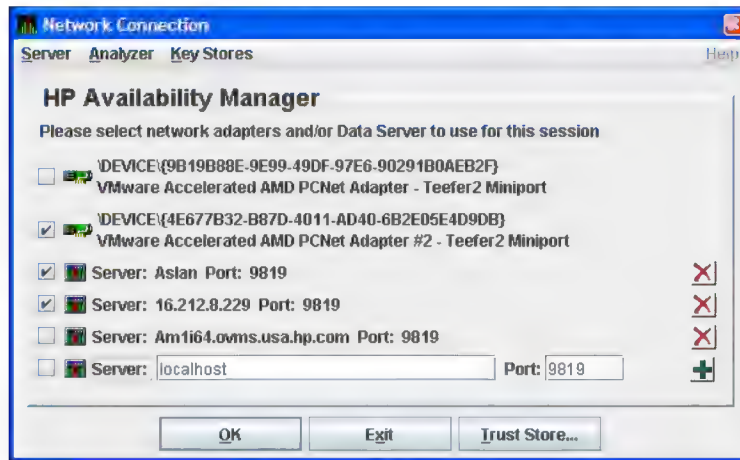 Network Connection
Server Analyzer Key Stores Help
HP Availability Manager
Please select network adapters and/or Data Server to use for this session
\DEVICE\{9B19B88E-9E99-49DF-97E6-90291B0AEB2F}
VMware Accelerated AMD PCNet Adapter - Teefer2 Miniport
\DEVICE\{4E677B32-B87D-4011-AD40-6B2E05E4D9DB}
VMware Accelerated AMD PCNet Adapter #2 - Teefer2 Miniport
Server: Aslan Port: 9819
Server: 16.212.8.229 Port: 9819
Server: Am1i64.ovms.usa.hp.com Port: 9819
Server: localhost Port: 9819
OK Exit Trust Store...